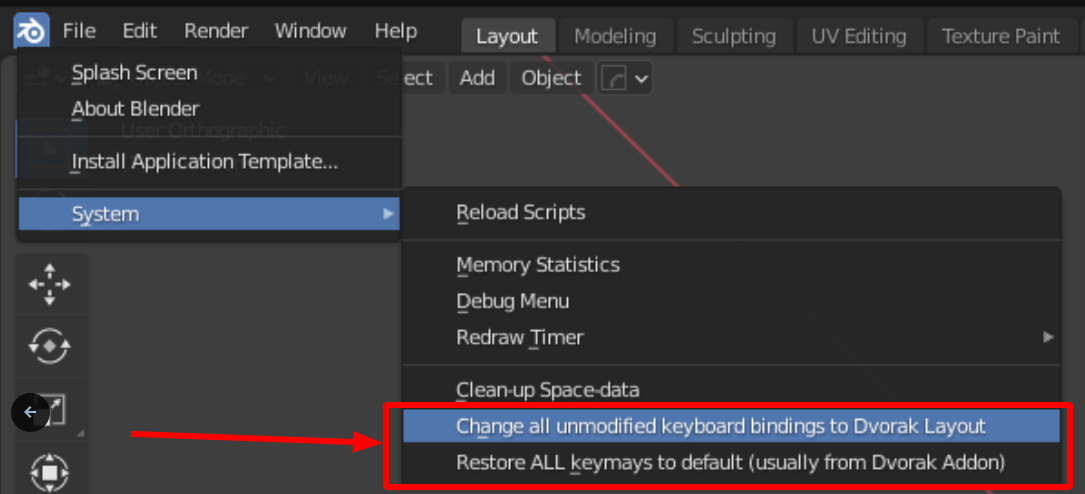 File Edit Render Window Help Layout Modeling Sculpting UV Editing Texture Paint
Splash Screen
Mode View Select Add Object
About Blender
User Orthographic
Install Application Template...
System
Reload Scripts
Memory Statistics
Debug Menu
Redraw Timer
Clean-up Space-data
Change all unmodified keyboard bindings to Dvorak Layout
Restore ALL keymays to default (usually from Dvorak Addon)